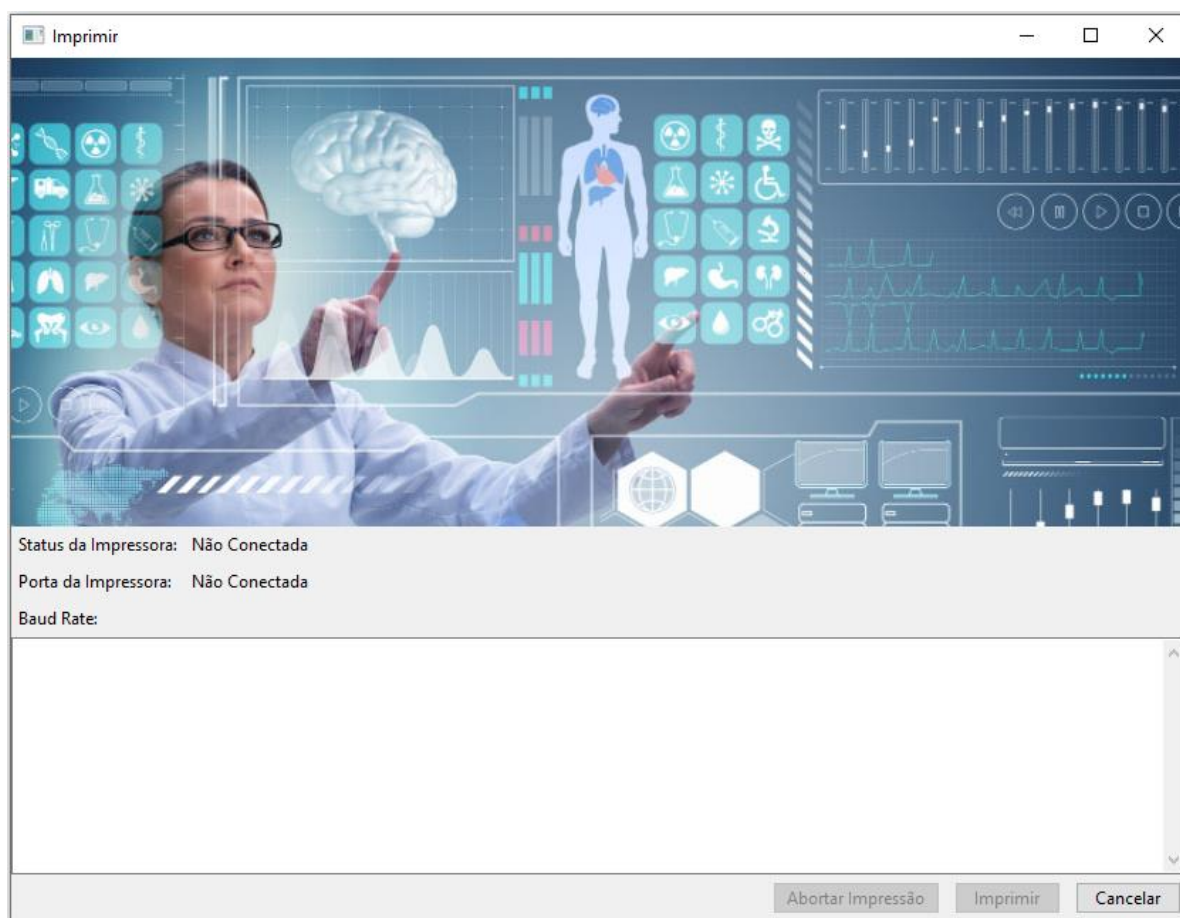 Imprimir
Status da Impressora: Não Conectada
Porta da Impressora: Não Conectada
Baud Rate:
Abortar Impressão Imprimir Cancelar